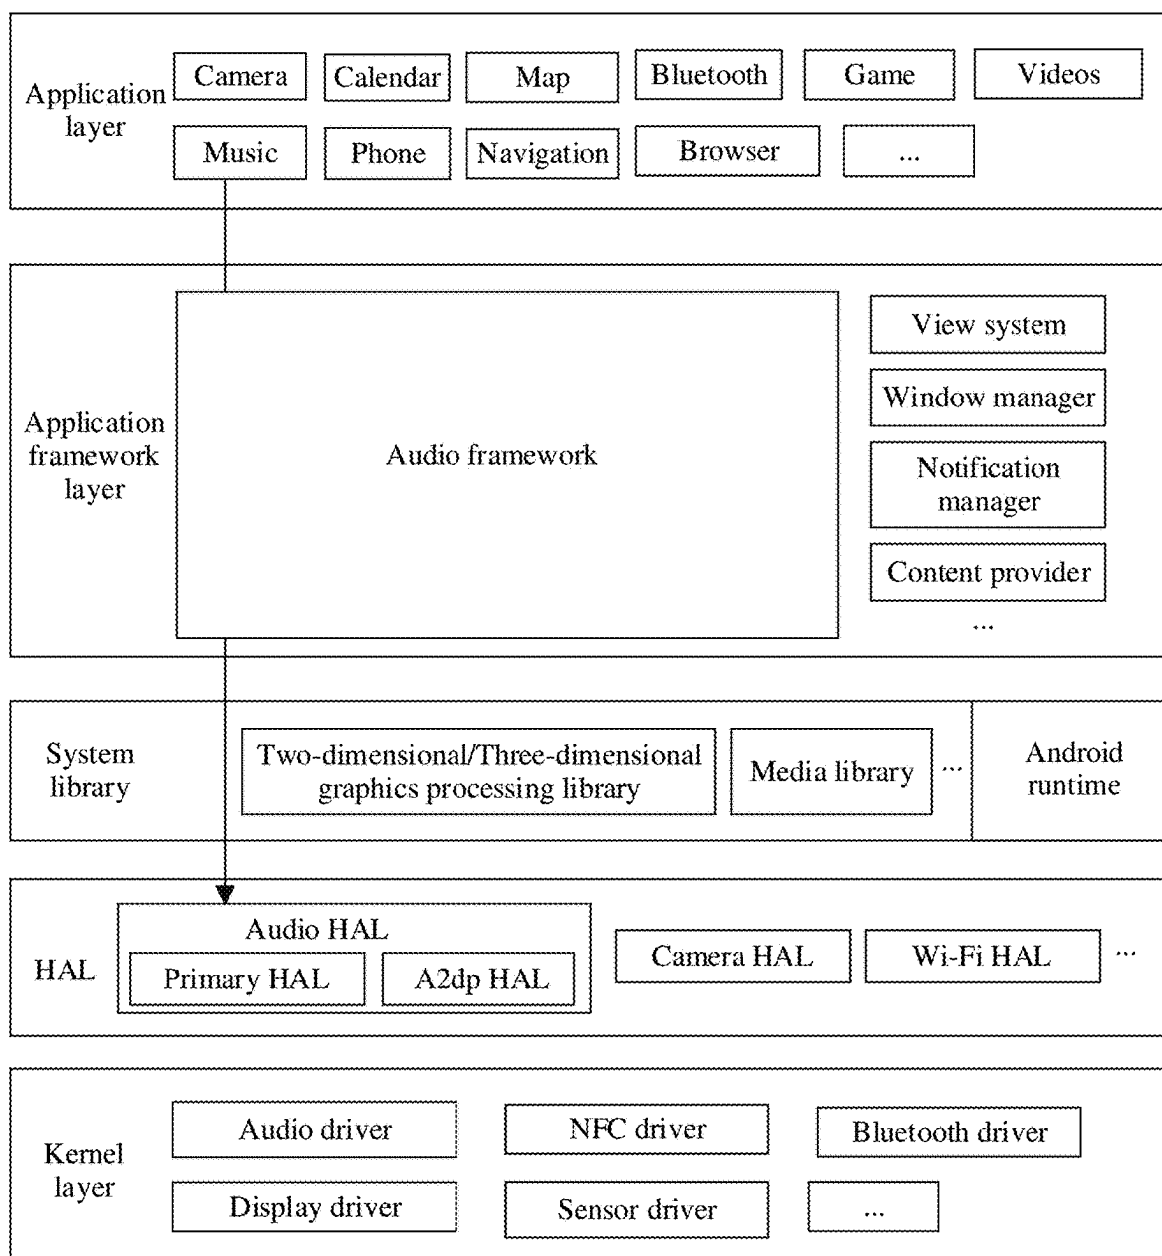 Application
layer
Camera
Calendar
Map
Bluetooth
Game
Videos
Music
Phone
Navigation
Browser
...
Application
framework
layer
Audio framework
View system
Window manager
Notification
manager
Content provider
...
System
library
Two-dimensional/Three-dimensional
graphics processing library
Media library
...
Android
runtime
HAL
Audio HAL
Primary HAL
A2dp HAL
Camera HAL
Wi-Fi HAL
...
Kernel
layer
Audio driver
NFC driver
Bluetooth driver
Display driver
Sensor driver
...